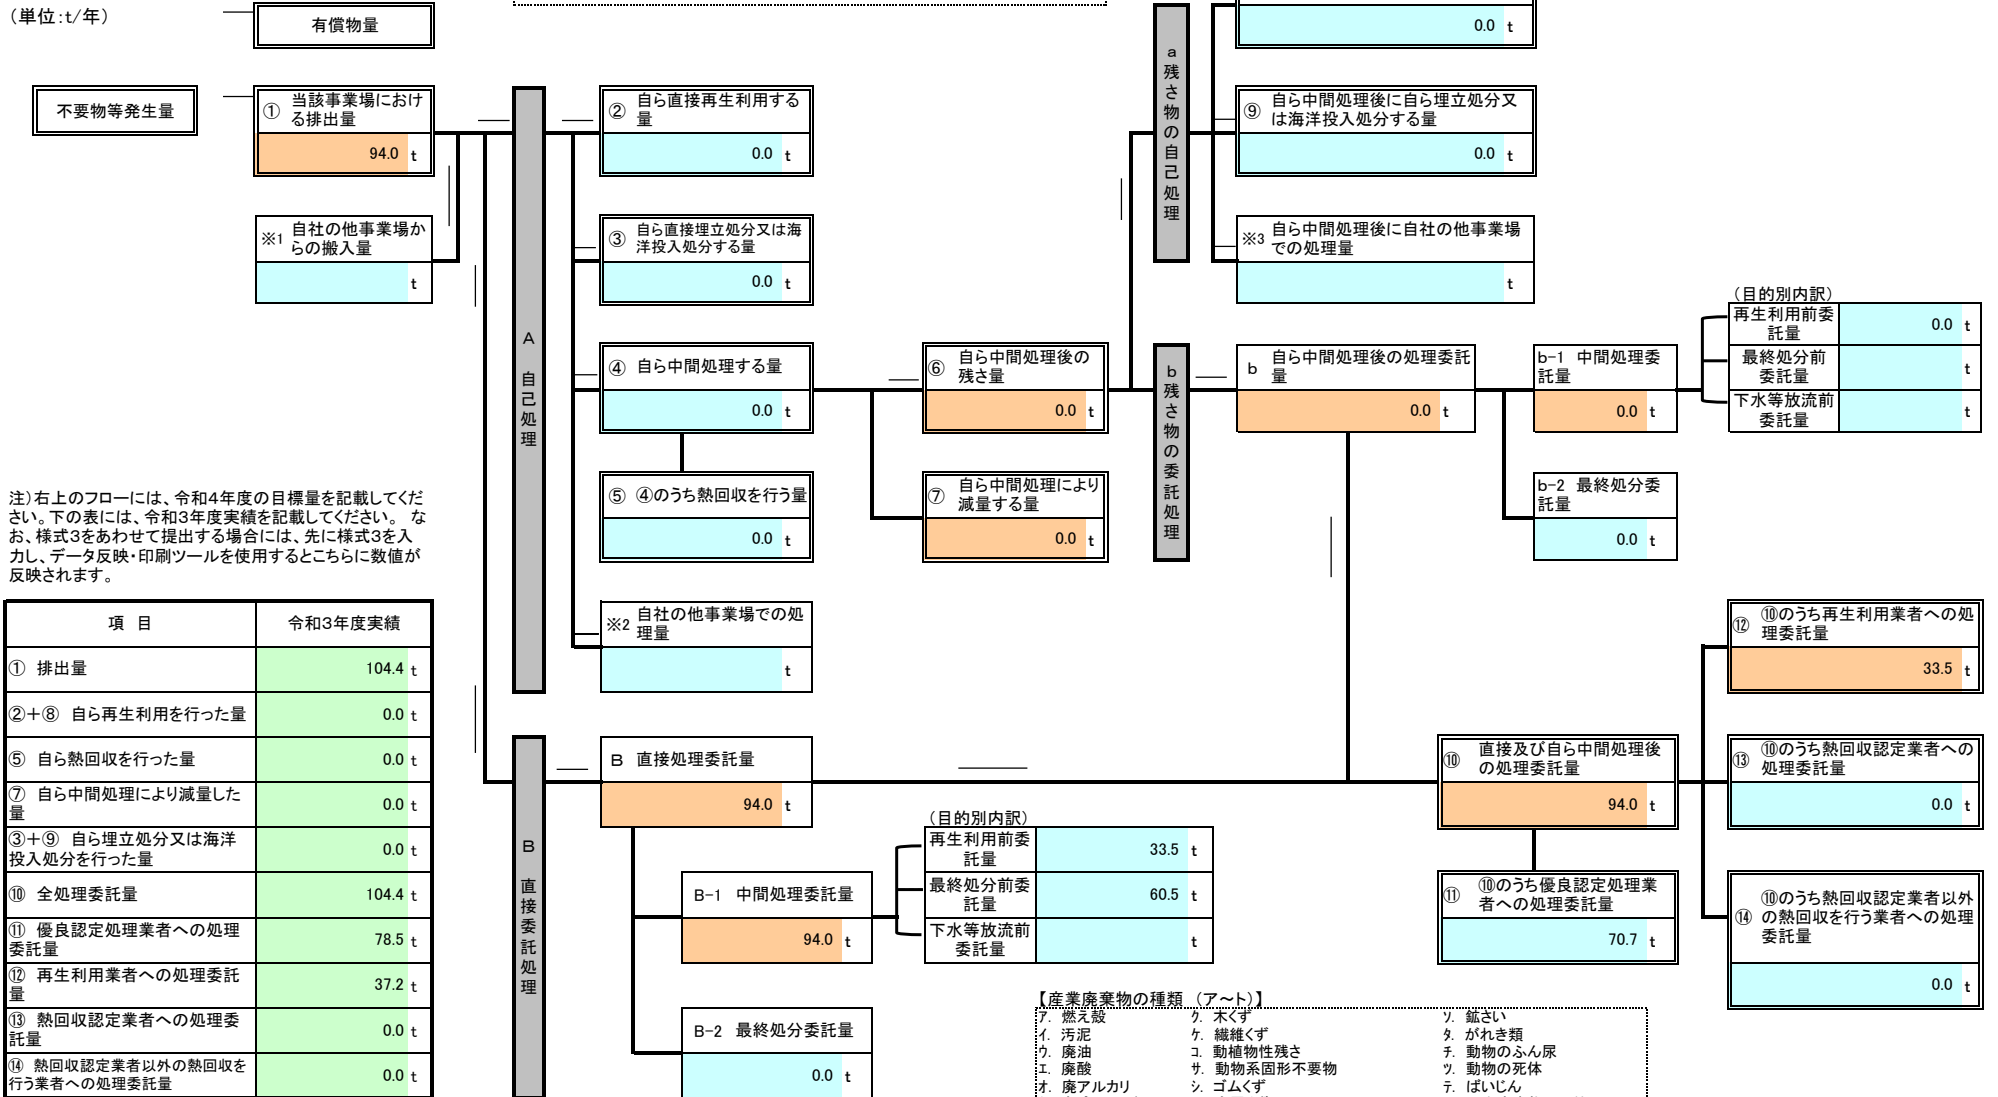 （単位:t/年）
有償物量
不要物等発生量
① 当該事業場におけ
る排出量
94.0 t
※1 自社の他事業場か
らの搬入量
t
A 自己処理
② 自ら直接再生利用する
量
0.0 t
③ 自ら直接埋立処分又は海
洋投入処分する量
0.0 t
④ 自ら中間処理する量
0.0 t
⑤ ④のうち熱回収を行う量
0.0 t
※2 自社の他事業場での処
理量
t
⑥ 自ら中間処理後の
残さ量
0.0 t
⑦ 自ら中間処理により
減量する量
0.0 t
a 残さ物の自己処理
0.0 t
⑨ 自ら中間処理後に自ら埋立処分又
は海洋投入処分する量
0.0 t
※3 自ら中間処理後に自社の他事業場
での処理量
t
b 残さ物の委託処理
b 自ら中間処理後の処理委託
量
0.0 t
b-1 中間処理委
託量
0.0 t
b-2 最終処分委
託量
0.0 t
（目的別内訳）
再生利用前委
託量
0.0 t
最終処分前
委託量
t
下水等放流前
委託量
t
注）右上のフローには、令和4年度の目標量を記載してくだ
さい。下の表には、令和3年度実績を記載してください。 な
お、様式3をあわせて提出する場合には、先に様式3を入
力し、データ反映・印刷ツールを使用するとこちらに数値が
反映されます。
項 目 令和3年度実績
① 排出量 104.4 t
②＋⑧ 自ら再生利用を行った量 0.0 t
⑤ 自ら熱回収を行った量 0.0 t
⑦ 自ら中間処理により減量した
量 0.0 t
③＋⑨ 自ら埋立処分又は海洋
投入処分を行った量 0.0 t
⑩ 全処理委託量 104.4 t
⑪ 優良認定処理業者への処理
委託量 78.5 t
⑫ 再生利用業者への処理委託
量 37.2 t
⑬ 熱回収認定業者への処理委
託量 0.0 t
⑭ 熱回収認定業者以外の熱回収を
行う業者への処理委託量 0.0 t
B 直接委託処理
B 直接処理委託量
94.0 t
B-1 中間処理委託量
94.0 t
B-2 最終処分委託量
0.0 t
（目的別内訳）
再生利用前委
託量
33.5 t
最終処分前委
託量
60.5 t
下水等放流前
委託量
t
⑩ 直接及び自ら中間処理後
の処理委託量
94.0 t
⑪ ⑩のうち優良認定処理業
者への処理委託量
70.7 t
⑫ ⑩のうち再生利用業者への処
理委託量
33.5 t
⑬ ⑩のうち熱回収認定業者への
処理委託量
0.0 t
⑭ ⑩のうち熱回収認定業者以外
の熱回収を行う業者への処理
委託量
0.0 t
【産業廃棄物の種類 （ア～ト）】
ア. 燃え殻 ク. 木くず ソ. 鉱さい
イ. 汚泥 ケ. 繊維くず タ. がれき類
ウ. 廃油 コ. 動植物性残さ チ. 動物のふん尿
エ. 廃酸 サ. 動物系固形不要物 ツ. 動物の死体
オ. 廃アルカリ シ. ゴムくず テ. ばいじん